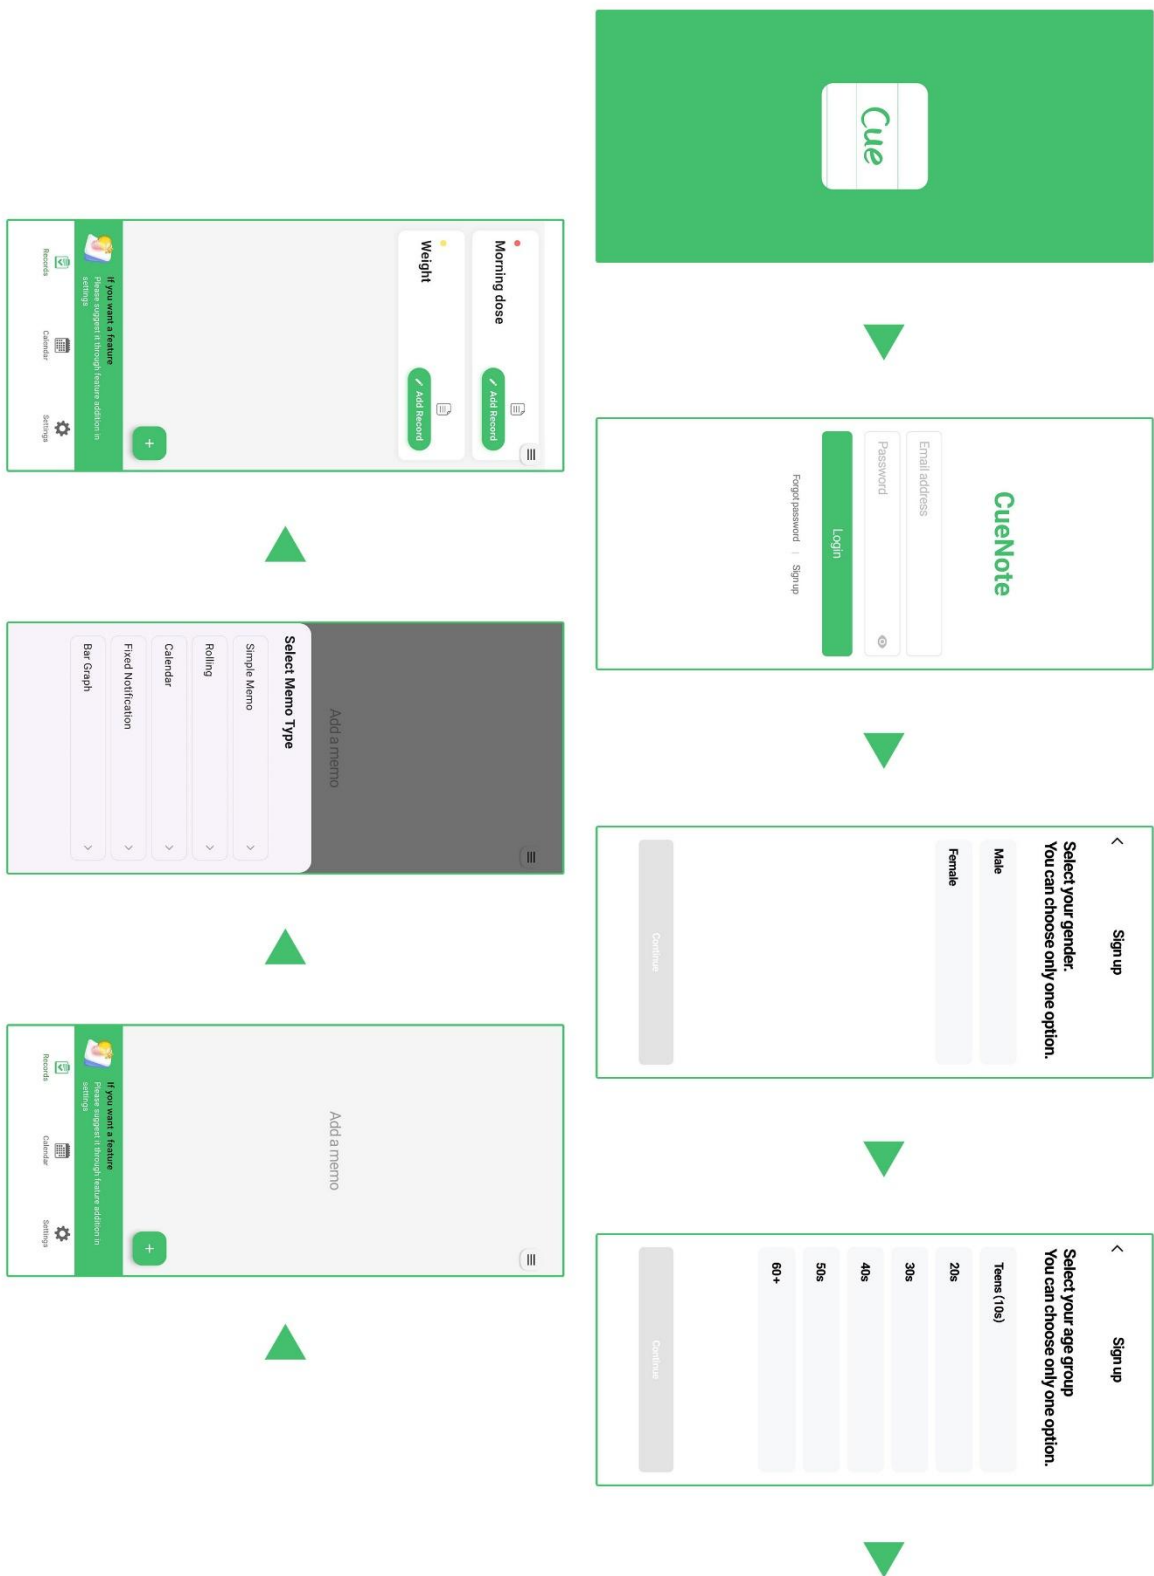 Cue
CueNote
Email address
Password
Login
Forgot password | Sign up
Sign up
Select your gender.
You can choose only one option.
Male
Female
Continue
Sign up
Select your age group
You can choose only one option.
Teens (10s)
20s
30s
40s
50s
60+
Continue
Add a memo
If you want a feature
Please suggest it through feature addition in
settings
Records
Calendar
Settings
Add a memo
Select Memo Type
Simple Memo
Rolling
Calendar
Fixed Notification
Bar Graph
Morning dose
Add Record
Weight
Add Record
If you want a feature
Please suggest it through feature addition in
settings
Records
Calendar
Settings